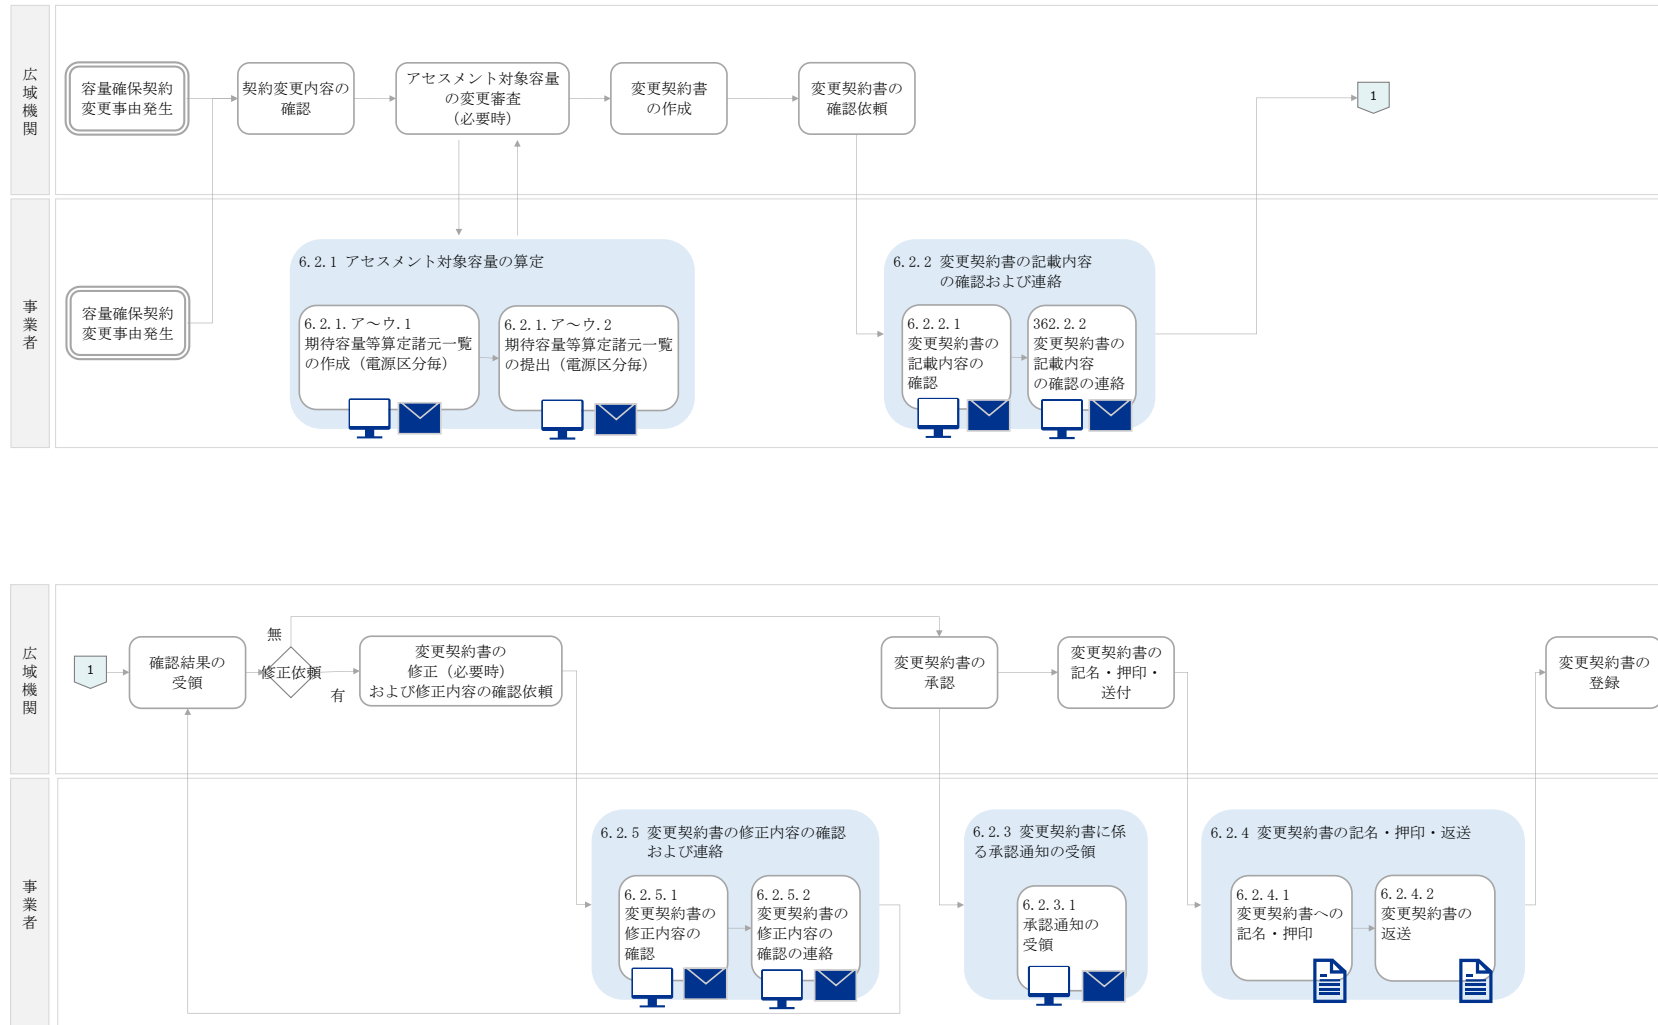 広域機関
容量確保契約
変更事由発生
契約変更内容の
確認
アセスメント対象容量
の変更審査
（必要時）
変更契約書
の作成
変更契約書の
確認依頼
1
事業者
容量確保契約
変更事由発生
6.2.1 アセスメント対象容量の算定
6.2.1.ア～ウ.1
期待容量等算定諸元一覧
の作成（電源区分毎）
6.2.1.ア～ウ.2
期待容量等算定諸元一覧
の提出（電源区分毎）
6.2.2 変更契約書の記載内容
の確認および連絡
6.2.2.1
変更契約書の
記載内容の
確認
362.2.2
変更契約書の
記載内容
の確認の連絡
広域機関
1
確認結果の
受領
無
修正依頼
有
変更契約書の
修正（必要時）
および修正内容の確認依頼
変更契約書の
承認
変更契約書の
記名・押印・
送付
変更契約書の
登録
事業者
6.2.5 変更契約書の修正内容の確認
および連絡
6.2.5.1
変更契約書の
修正内容の
確認
6.2.5.2
変更契約書の
修正内容の
確認の連絡
6.2.3 変更契約書に係
る承認通知の受領
6.2.3.1
承認通知の
受領
6.2.4 変更契約書の記名・押印・返送
6.2.4.1
変更契約書への
記名・押印
6.2.4.2
変更契約書の
返送